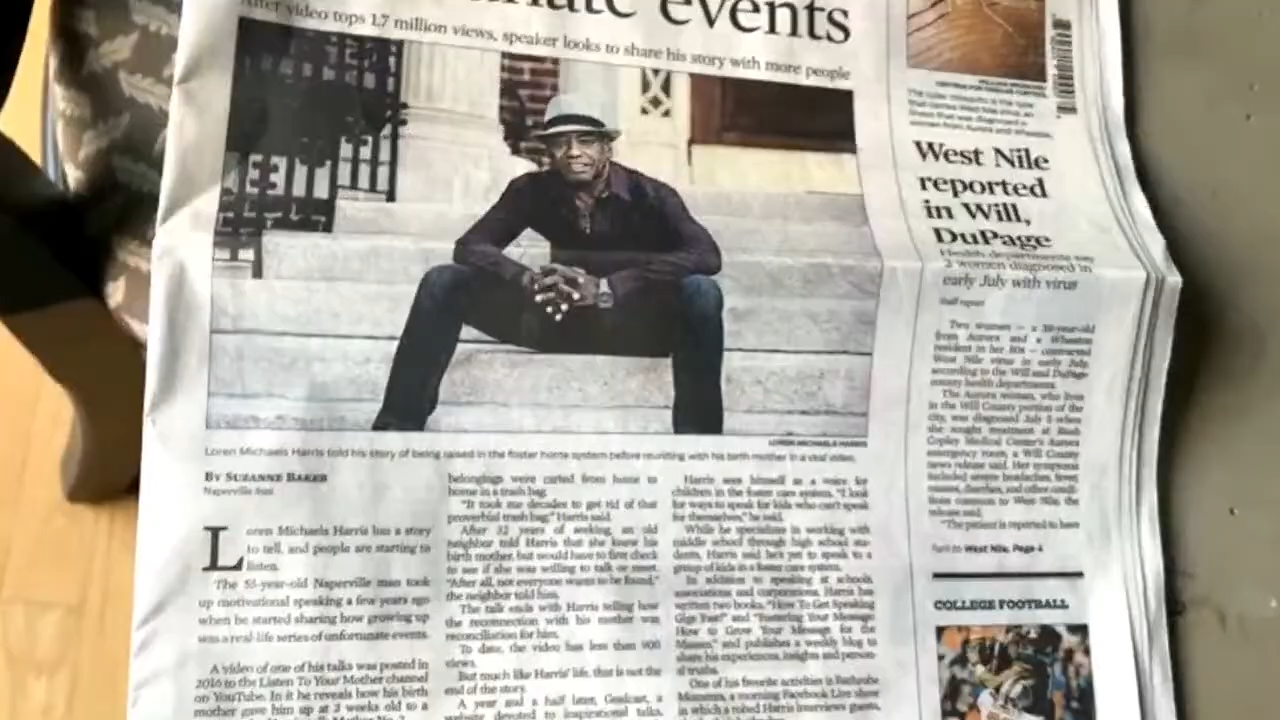 events
After video tops 1.7 million views, speaker looks to share his story with more people
LOREN MICHAELS HARRIS
Loren Michaels Harris told his story of being raised in the foster home system before reuniting with his birth mother in a viral video.
BY SUZANNE BAKER
Naperville Sun
Loren Michaels Harris has a story
to tell, and people are starting to
listen.
The 55-year-old Naperville man took
up motivational speaking a few years ago
when he started sharing how growing up
was a real-life series of unfortunate events.
A video of one of his talks was posted in
2016 to the Listen To Your Mother channel
on YouTube. In it he reveals how his birth
mother gave him up at 3 weeks old to a
belongings were carted from home to
home in a trash bag.
"It took me decades to get rid of that
proverbial trash bag," Harris said.
After 32 years of seeking, an old
neighbor told Harris that she knew his
birth mother, but would have to first check
to see if she was willing to talk or meet.
"After all, not everyone wants to be found,"
the neighbor told him.
The talk ends with Harris telling how
the reconnection with his mother was
reconciliation for him.
To date, the video has less than 900
views.
But much like Harris' life, that is not the
end of the story.
A year and a half later, Goalcast, a
website devoted to inspirational talks,
Harris sees himself as a voice for
children in the foster care system. "I look
for ways to speak for kids who can't speak
for themselves," he said.
While he specializes in working with
middle school through high school stu-
dents, Harris said he's yet to speak to a
group of kids in a foster care system.
In addition to speaking at schools,
associations and corporations, Harris has
written two books, "How To Get Speaking
Gigs Fast!" and "Fostering Your Message:
How to Grow Your Message for the
Masses," and publishes a weekly blog to
share his experiences, insights and person-
al truths.
One of his favorite activities is Bathrobe
Moments, a morning Facebook Live show
in which a robed Harris interviews guests,
West Nile
reported
in Will,
DuPage
Health departments say
2 women diagnosed in
early July with virus
Staff report
Two women — a
from Aurora and a Wheaton
resident in her 80s — contracted
West Nile virus in early July,
according to the Will and DuPage
county health departments.
The Aurora woman, who lives
in the Will County portion of the
city, was diagnosed July 5 when
she sought treatment at Rush
Copley Medical Center's Aurora
emergency room, a Will County
news release said. Her symptoms
included severe headaches, fever,
diarrhea, and other condi-
tions common to West Nile, the
release said.
"The patient is reported to have
Turn to West Nile, Page 4
COLLEGE FOOTBALL